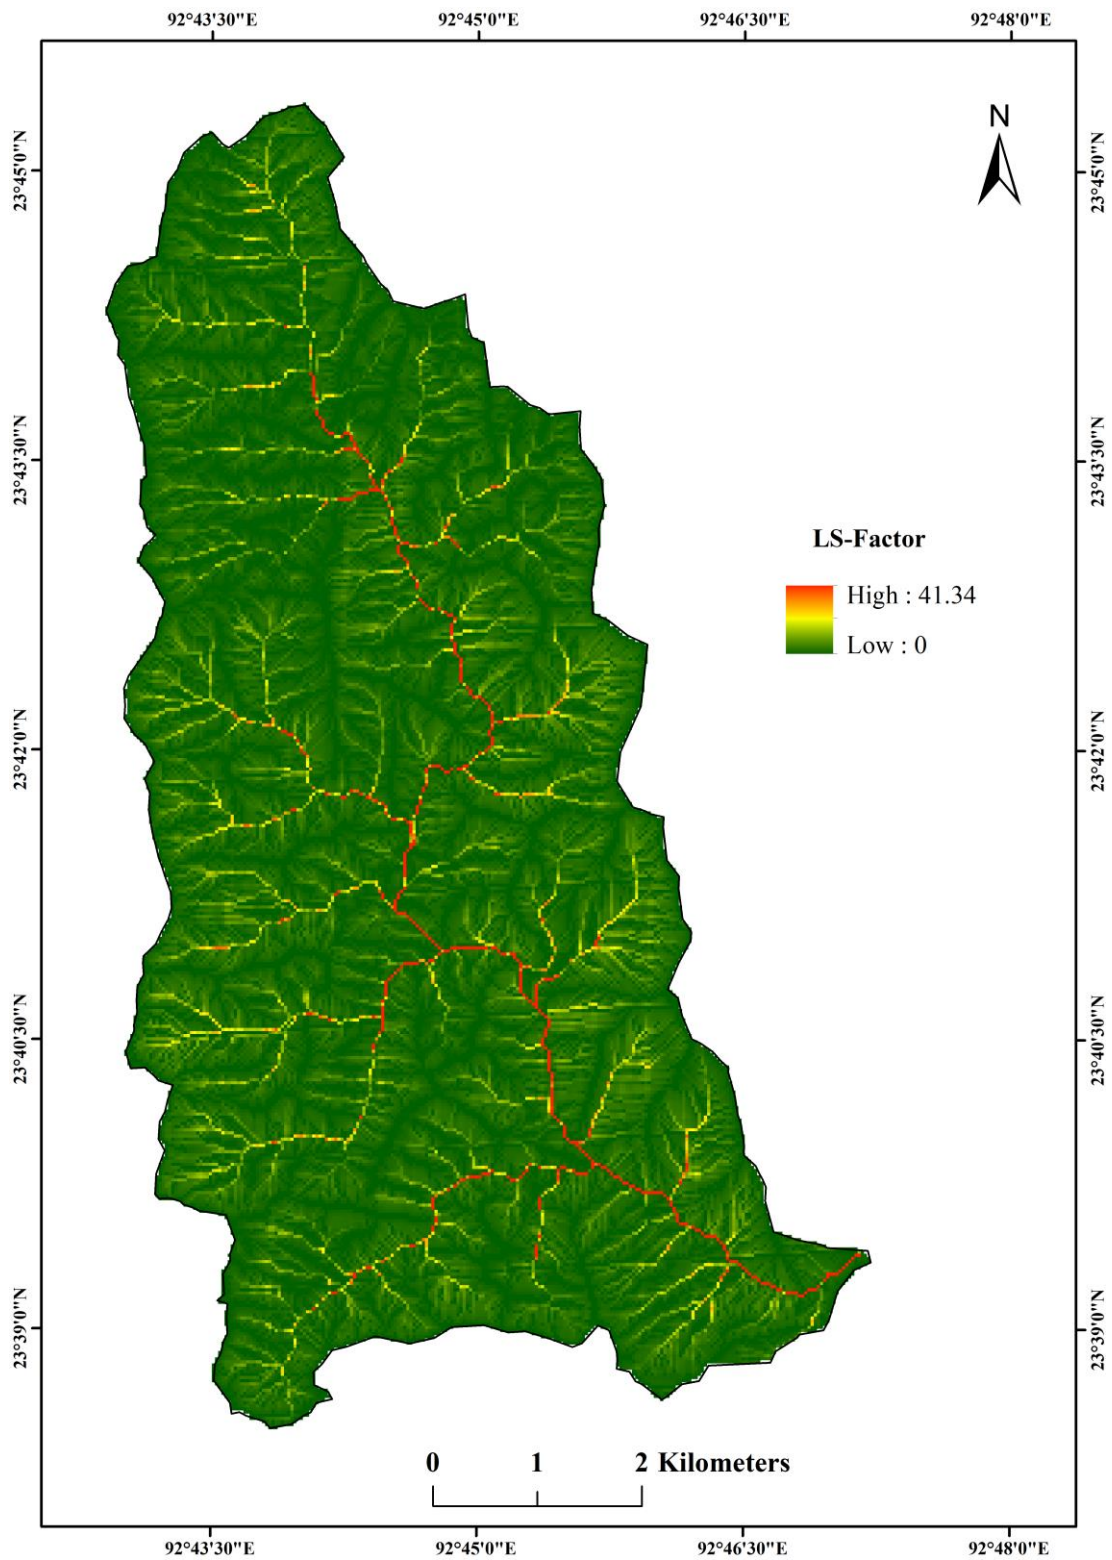 92°43'30"E 92°45'0"E 92°46'30"E 92°48'0"E
N
23°45'0"N 23°45'0"N
23°43'30"N 23°43'30"N
LS-Factor
High : 41.34
Low : 0
23°42'0"N 23°42'0"N
23°40'30"N 23°40'30"N
23°39'0"N 23°39'0"N
0 1 2 Kilometers
92°43'30"E 92°45'0"E 92°46'30"E 92°48'0"E